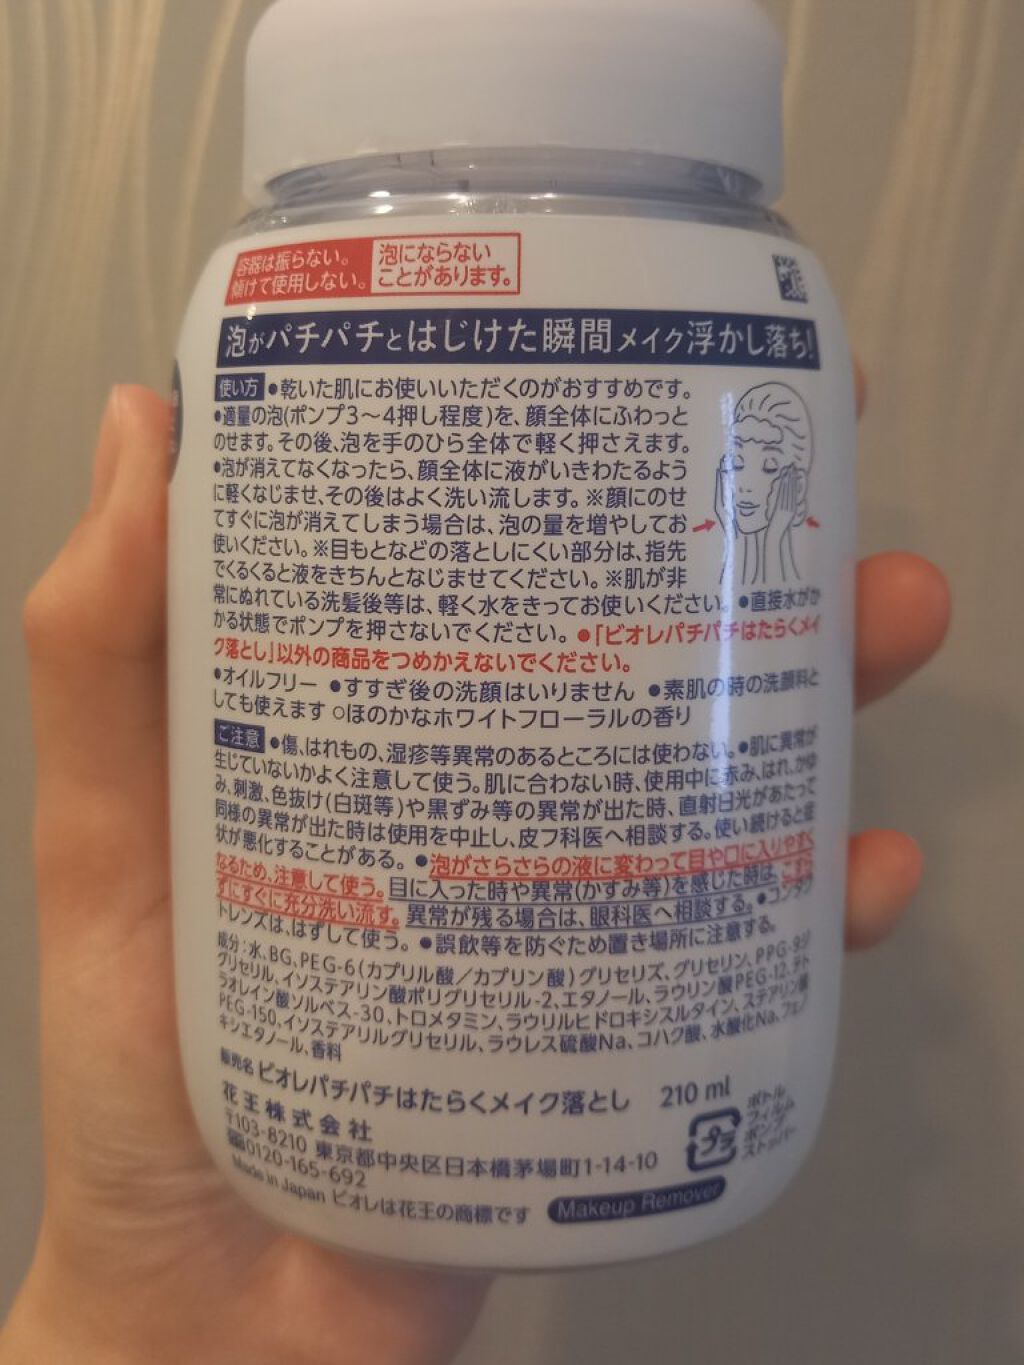 容器は振らない。
傾けて使用しない。
泡にならない
ことがあります。
泡がパチパチとはじけた瞬間メイク浮かし落ち!
使い方 ●乾いた肌にお使いいただくのがおすすめです。
●適量の泡(ポンプ3〜4押し程度)を、顔全体にふわっと
のせます。その後、泡を手のひら全体で軽く押さえます。
●泡が消えてなくなったら、顔全体に液がいきわたるよう
に軽くなじませ、その後はよく洗い流します。※顔にのせ
てすぐに泡が消えてしまう場合は、泡の量を増やしてお
使いください。※目もとなどの落としにくい部分は、指先
でくるくると液をきちんとなじませてください。※肌が非
常にぬれている洗髪後等は、軽く水をきってお使いください。●直接水がか
かる状態でポンプを押さないでください。●「ビオレパチパチはたらくメイ
ク落とし」以外の商品をつめかえないでください。
●オイルフリー ●すすぎ後の洗顔はいりません ●素肌の時の洗顔料と
しても使えます ○ほのかなホワイトフローラルの香り
ご注意 ●傷、はれもの、湿疹等異常のあるところには使わない。●肌に異常が
生じていないかよく注意して使う。肌に合わない時、使用中に赤み、はれ、かゆ
み、刺激、色抜け(白斑等)や黒ずみ等の異常が出た時、直射日光があたって
同様の異常が出た時は使用を中止し、皮フ科医へ相談する。使い続けると症
状が悪化することがある。●泡がさらさらの液に変わって目や口に入りやすく
なるため、注意して使う。目に入った時や異常(かすみ等)を感じた時は、こすら
ずにすぐに充分洗い流す。異常が残る場合は、眼科医へ相談する。●コンタク
トレンズは、はずして使う。●誤飲等を防ぐため置き場所に注意する。
成分:水、BG、PEG-6(カプリル酸/カプリン酸)グリセリズ、グリセリン、PPG-9ジ
グリセリル、イソステアリン酸ポリグリセリル-2、エタノール、ラウリン酸PEG-12、テト
ラオレイン酸ソルベス-30、トロメタミン、ラウリルヒドロキシスルタイン、ステアリン酸
PEG-150、イソステアリルグリセリル、ラウレス硫酸Na、コハク酸、水酸化Na、フェノ
キシエタノール、香料
販売名 ビオレパチパチはたらくメイク落とし 210 ml
花王株式会社
〒103-8210 東京都中央区日本橋茅場町1-14-10
0120-165-692
Made in Japan ビオレは花王の商標です
Makeup Remover
プラ
ボトル
フィルム
ポンプ
ストッパー